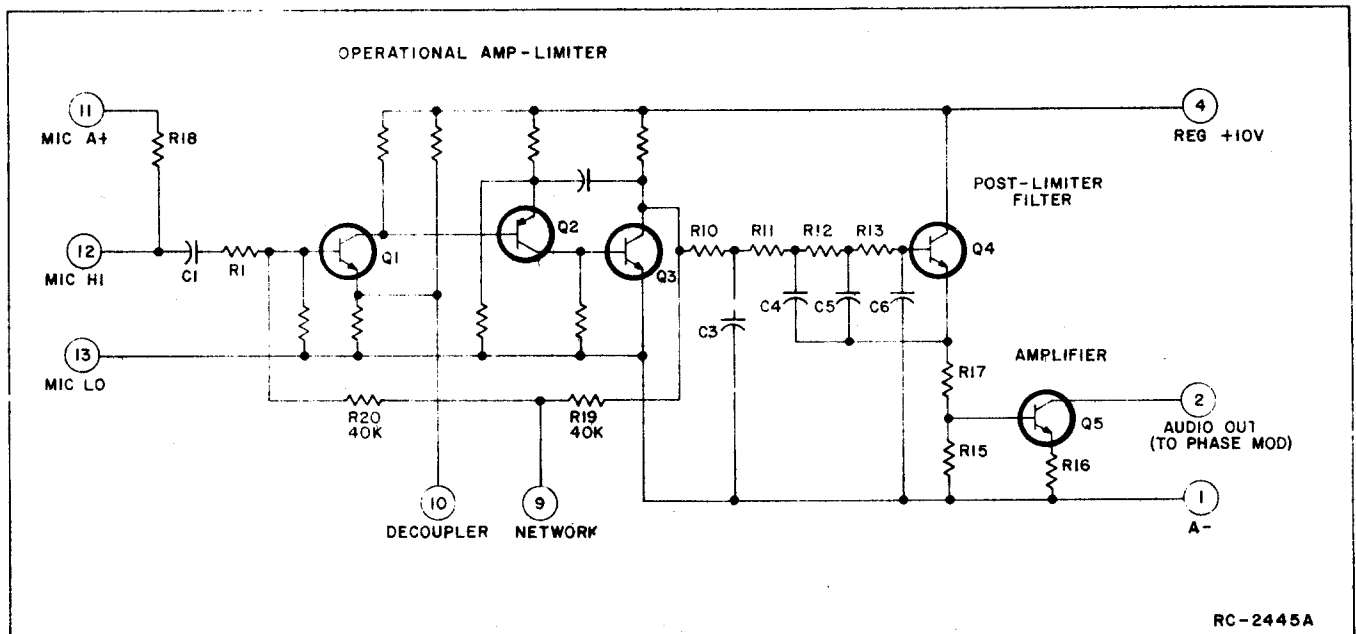 OPERATIONAL AMP-LIMITER
11
MIC A+
R18
4
REG +10V
POST-LIMITER
FILTER
12
MIC HI
C1
R1
Q1
Q2
Q3
R10
R11
R12
R13
Q4
C3
C4
C5
C6
13
MIC LO
R20
40K
R19
40K
R17
AMPLIFIER
Q5
2
AUDIO OUT
(TO PHASE MOD)
R15
R16
10
DECOUPLER
9
NETWORK
1
A-
RC-2445A